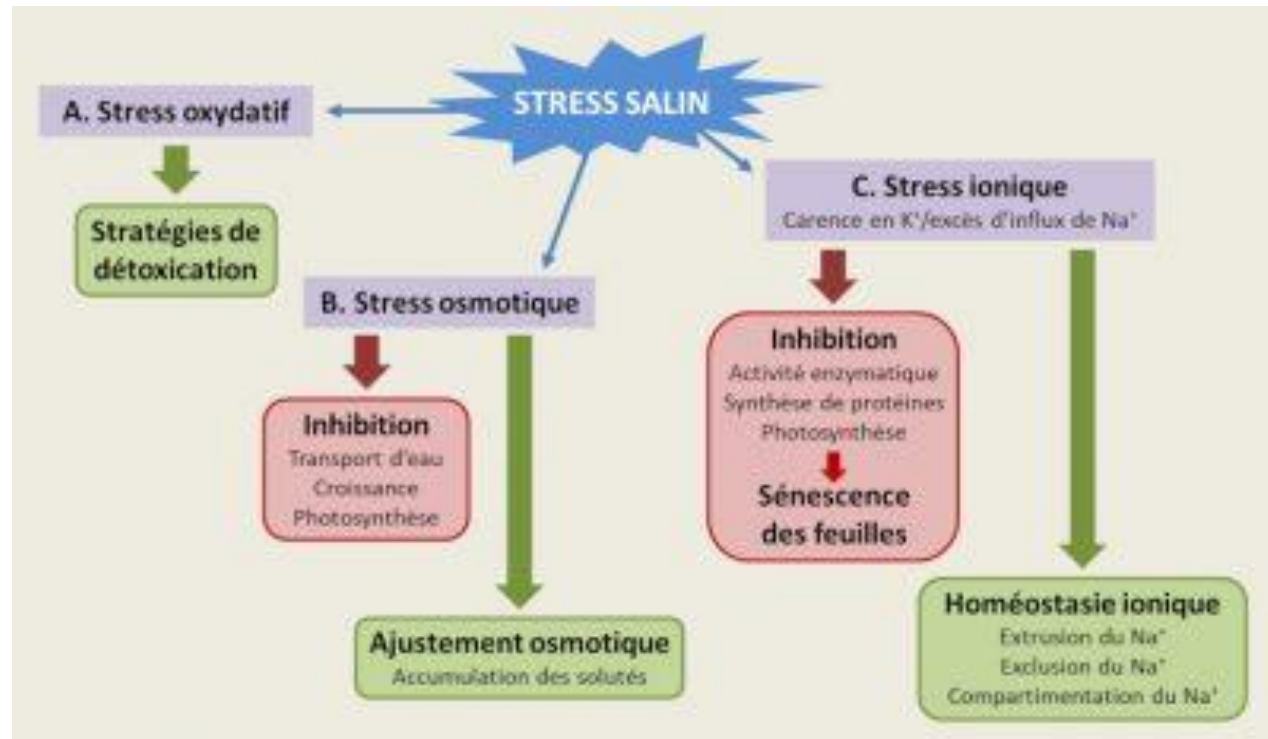 STRESS SALIN
A. Stress oxydatif
Stratégies de
détoxication
B. Stress osmotique
Inhibition
Transport d'eau
Croissance
Photosynthèse
Ajustement osmotique
Accumulation des solutés
C. Stress ionique
Carence en K⁺/excès d'influx de Na⁺
Inhibition
Activité enzymatique
Synthèse de protéines
Photosynthèse
Sénescence
des feuilles
Homéostasie ionique
Extrusion du Na⁺
Exclusion du Na⁺
Compartimentation du Na⁺